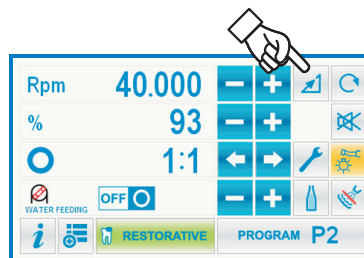 Rpm 40.000
% 93
1:1
WATER FEEDING OFF
i RESTORATIVE PROGRAM P2